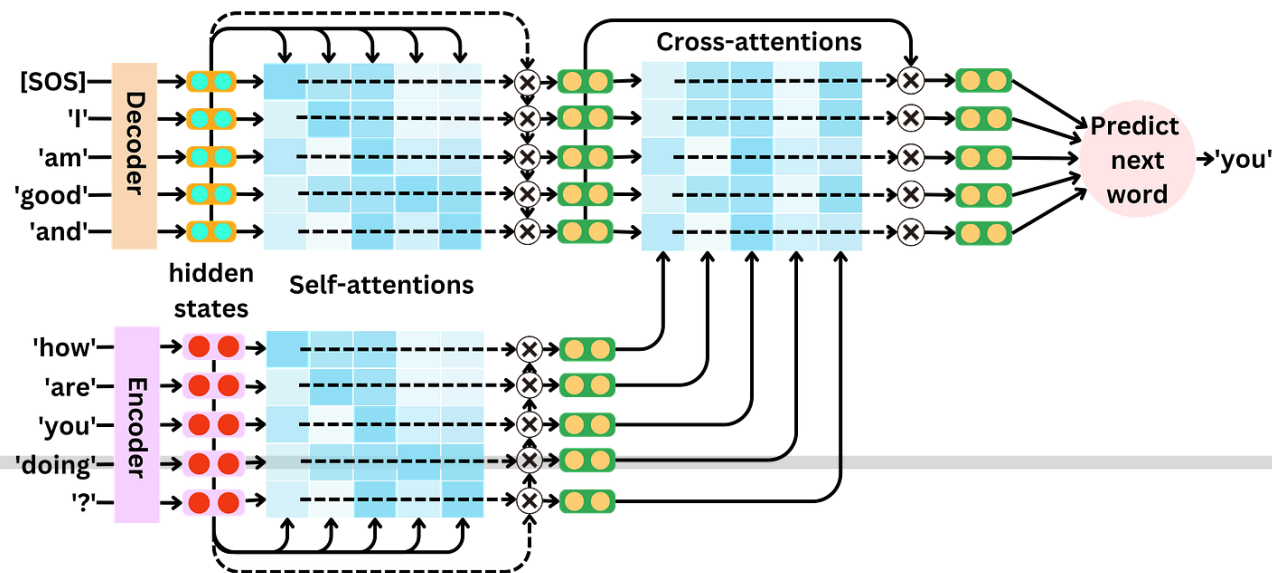 Cross-attentions
[SOS]
'I'
'am'
'good'
'and'
Decoder
Predict
next
word
'you'
hidden
states
Self-attentions
'how'
'are'
'you'
'doing'
'?'
Encoder